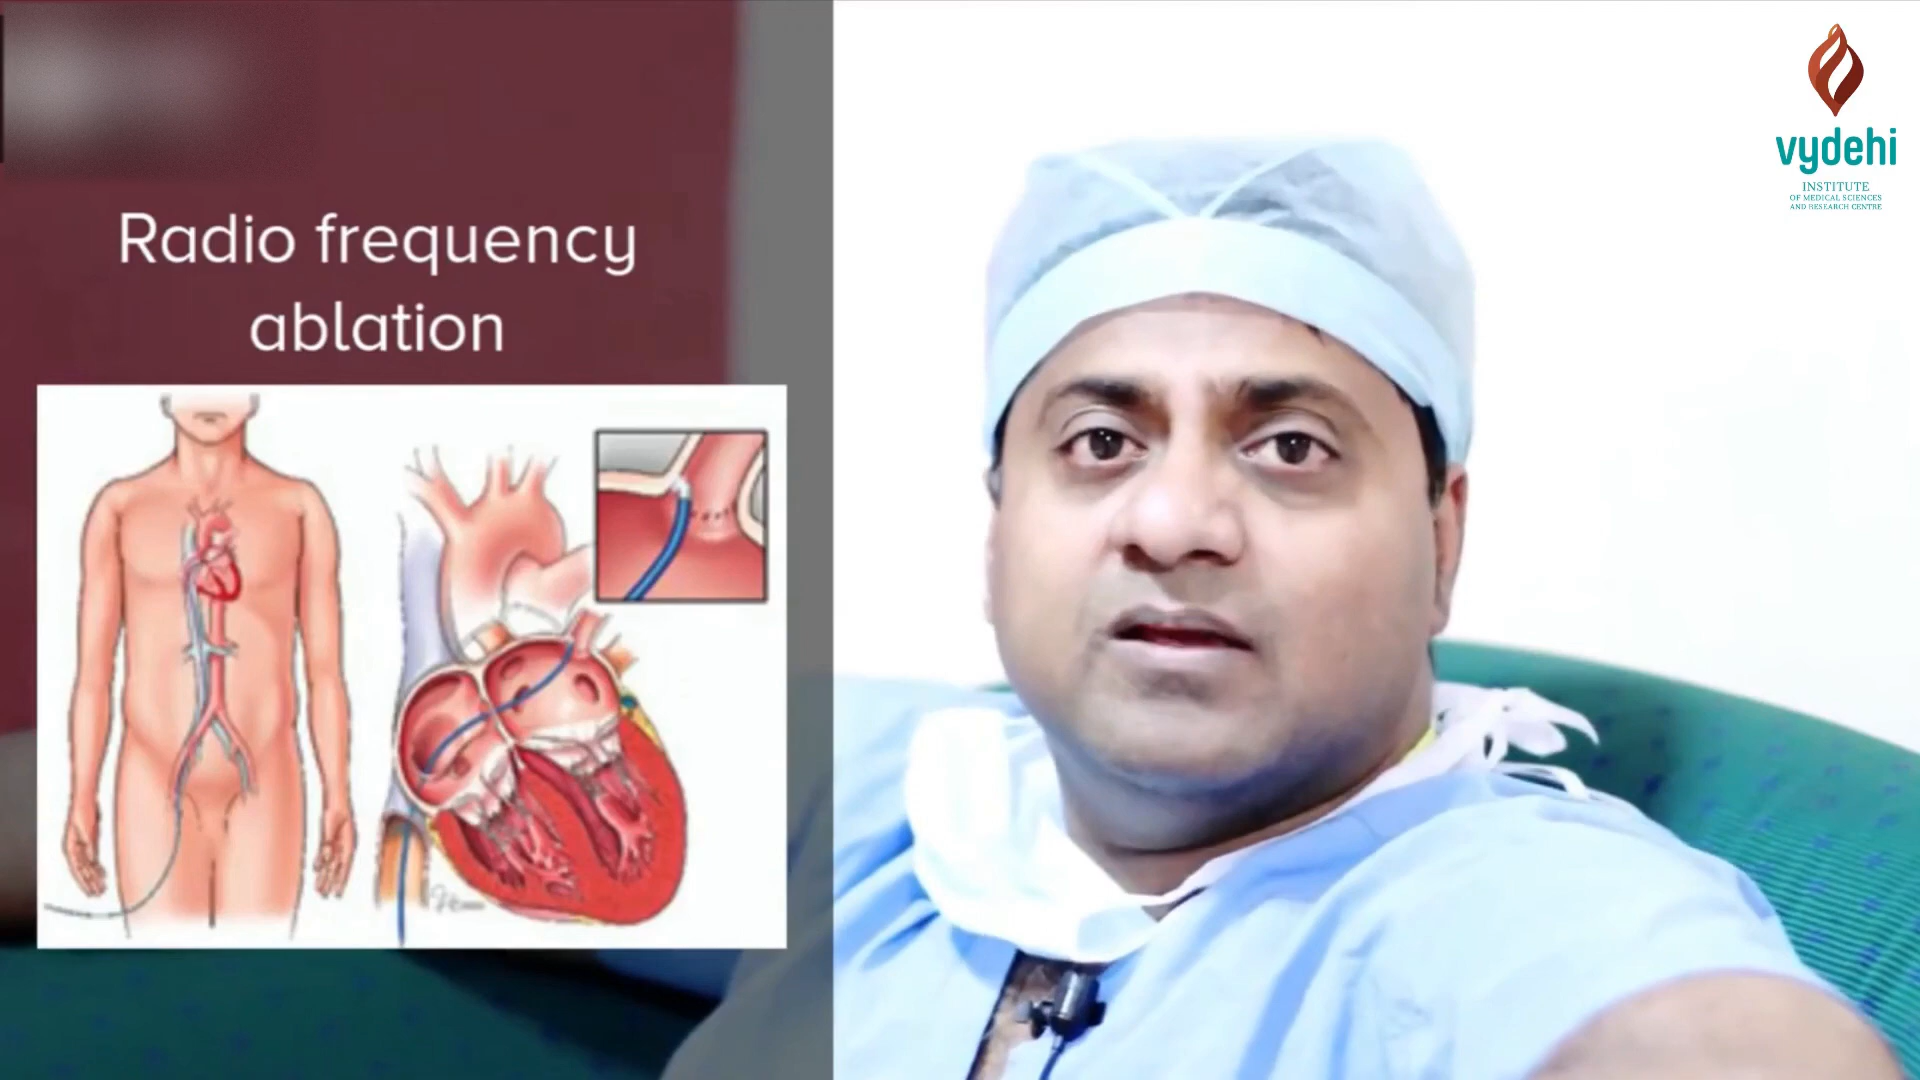 Radio frequency
ablation
vydehi
INSTITUTE
OF MEDICAL SCIENCES
AND RESEARCH CENTRE